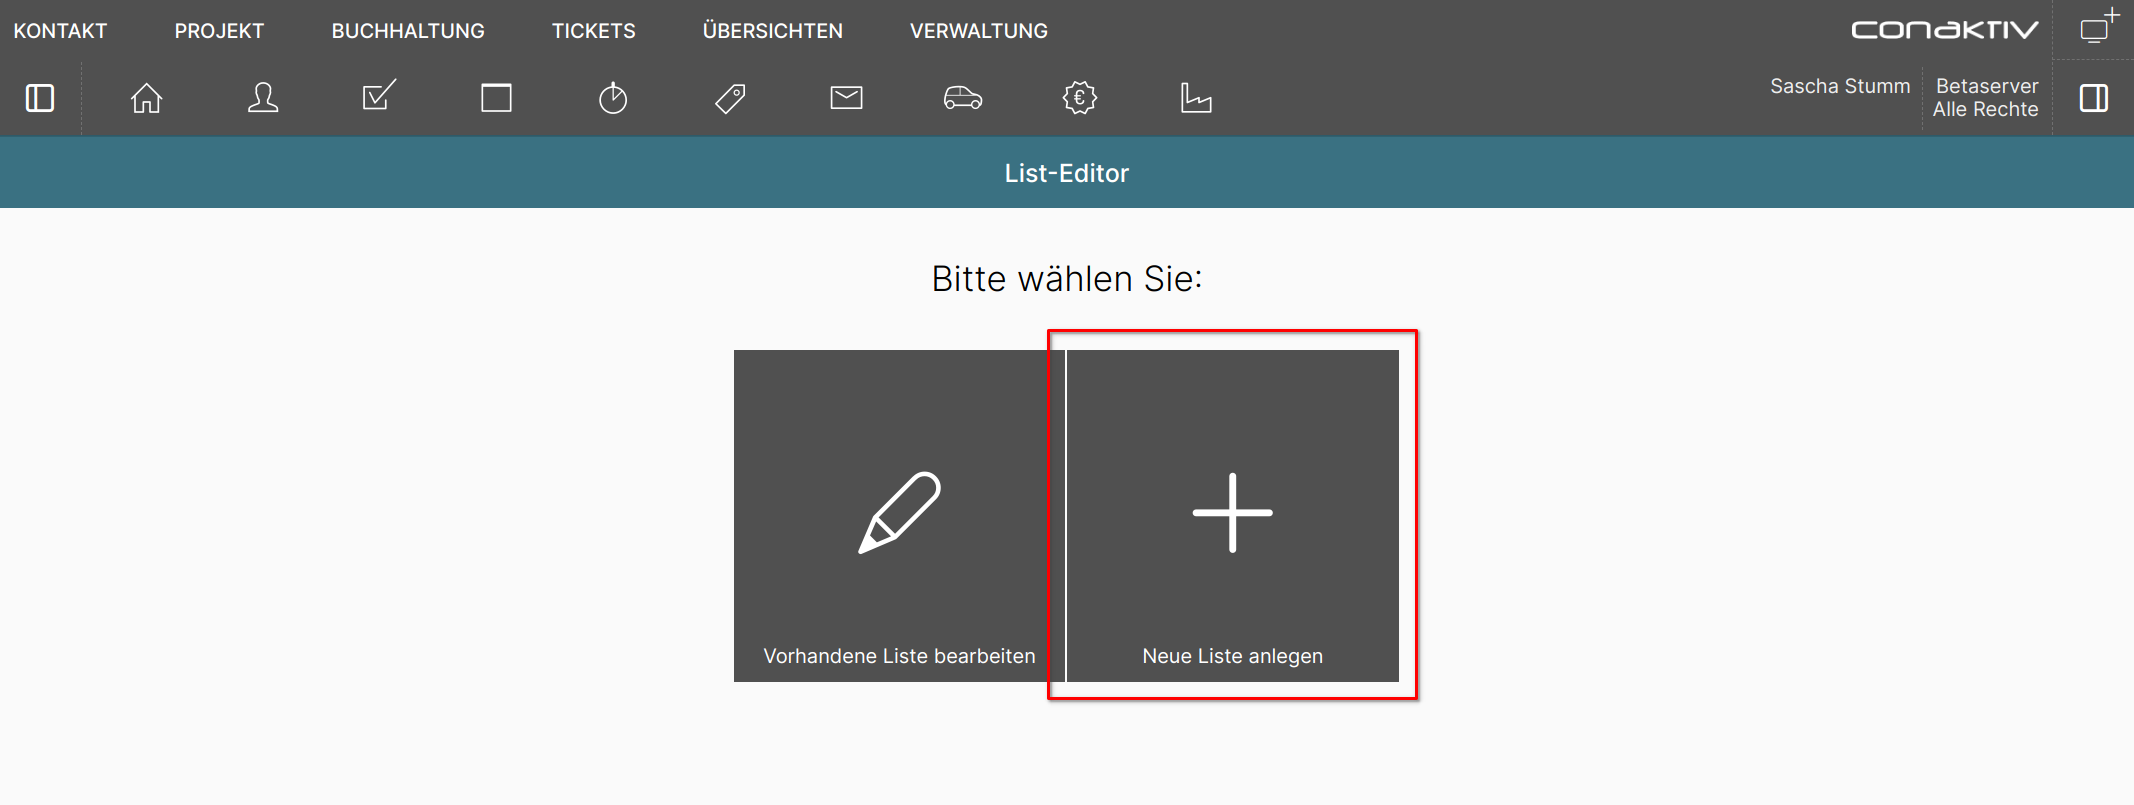 KONTAKT PROJEKT BUCHHALTUNG TICKETS ÜBERSICHTEN VERWALTUNG conaktiv
Sascha Stumm Betaserver
Alle Rechte
€
List-Editor
Bitte wählen Sie:
Vorhandene Liste bearbeiten Neue Liste anlegen